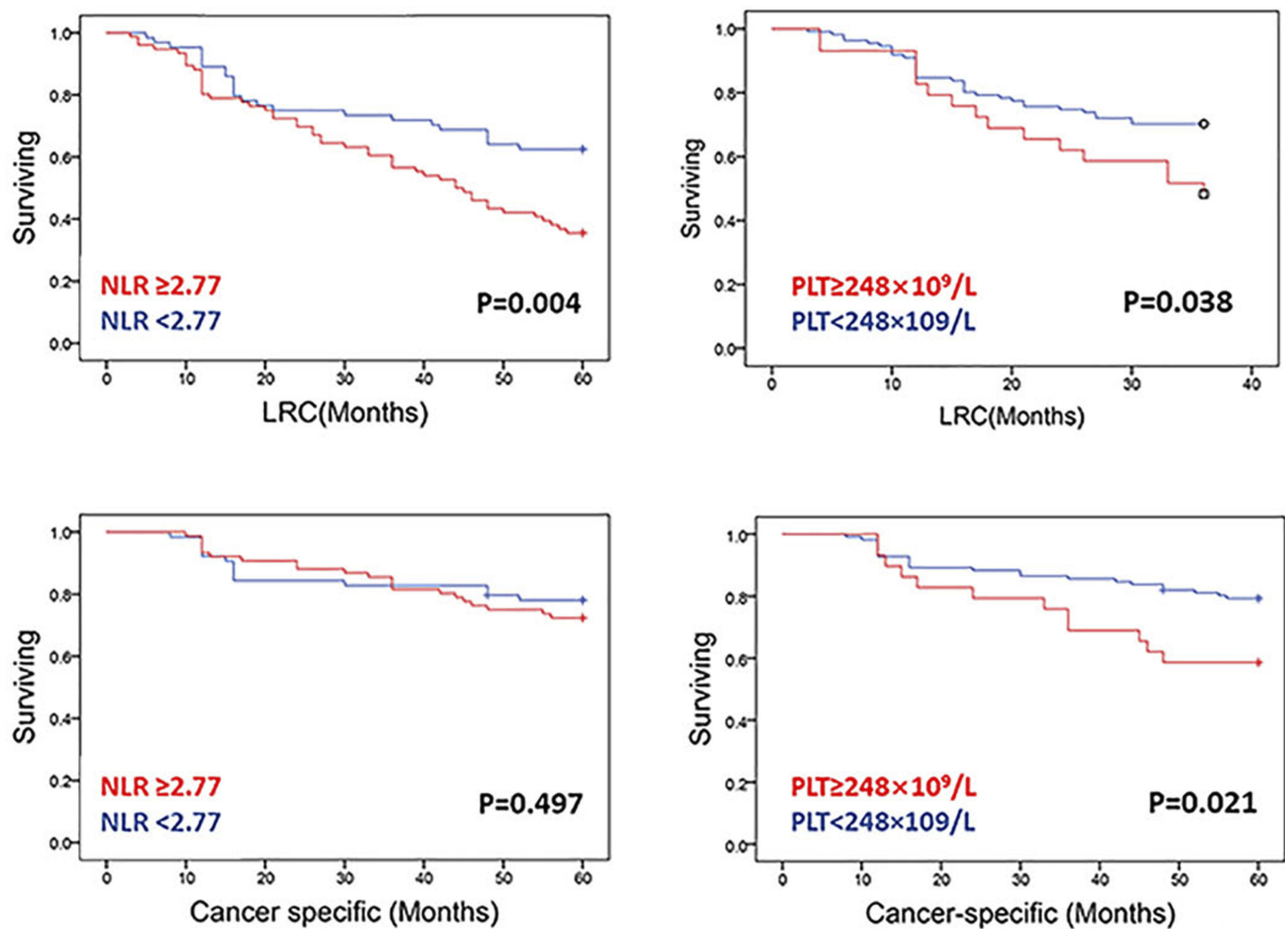 1.0
0.8
0.6
0.4
0.2
0.0
Surviving
NLR ≥2.77
NLR <2.77
P=0.004
0 10 20 30 40 50 60
LRC(Months)
1.0
0.8
0.6
0.4
0.2
0.0
Surviving
PLT≥248×10⁹/L
PLT<248×109/L
P=0.038
0 10 20 30 40
LRC(Months)
1.0
0.8
0.6
0.4
0.2
0.0
Surviving
NLR ≥2.77
NLR <2.77
P=0.497
0 10 20 30 40 50 60
Cancer specific (Months)
1.0
0.8
0.6
0.4
0.2
0.0
Surviving
PLT≥248×10⁹/L
PLT<248×109/L
P=0.021
0 10 20 30 40 50 60
Cancer-specific (Months)